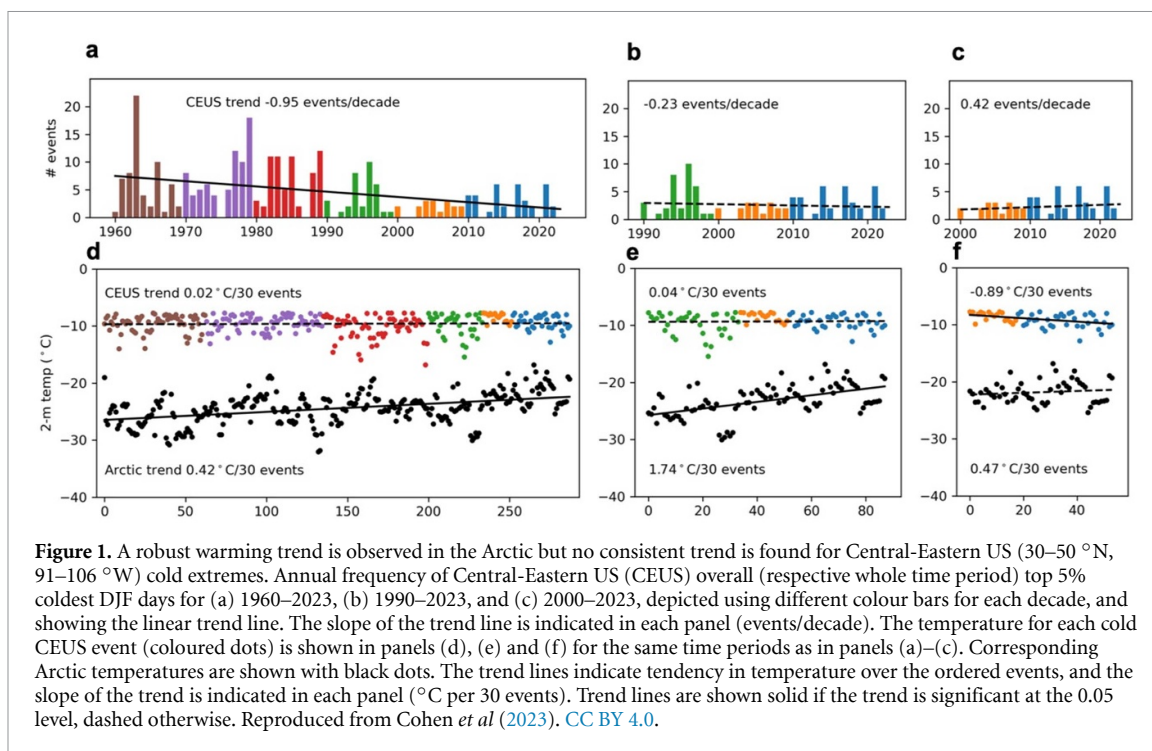 a
b
c
CEUS trend -0.95 events/decade
-0.23 events/decade
0.42 events/decade
# events
20
15
10
5
0
20
15
10
5
0
20
15
10
5
0
1960 1970 1980 1990 2000 2010 2020
1990 2000 2010 2020
2000 2010 2020
d
e
f
CEUS trend 0.02°C/30 events
0.04°C/30 events
-0.89°C/30 events
2-m temp (°C)
0
−10
−20
−30
−40
0
−10
−20
−30
−40
0
−10
−20
−30
−40
Arctic trend 0.42°C/30 events
1.74°C/30 events
0.47°C/30 events
0 50 100 150 200 250
0 20 40 60 80
0 20 40
Figure 1. A robust warming trend is observed in the Arctic but no consistent trend is found for Central-Eastern US (30–50 °N,
91–106 °W) cold extremes. Annual frequency of Central-Eastern US (CEUS) overall (respective whole time period) top 5%
coldest DJF days for (a) 1960–2023, (b) 1990–2023, and (c) 2000–2023, depicted using different colour bars for each decade, and
showing the linear trend line. The slope of the trend line is indicated in each panel (events/decade). The temperature for each cold
CEUS event (coloured dots) is shown in panels (d), (e) and (f) for the same time periods as in panels (a)–(c). Corresponding
Arctic temperatures are shown with black dots. The trend lines indicate tendency in temperature over the ordered events, and the
slope of the trend is indicated in each panel (°C per 30 events). Trend lines are shown solid if the trend is significant at the 0.05
level, dashed otherwise. Reproduced from Cohen et al (2023). CC BY 4.0.